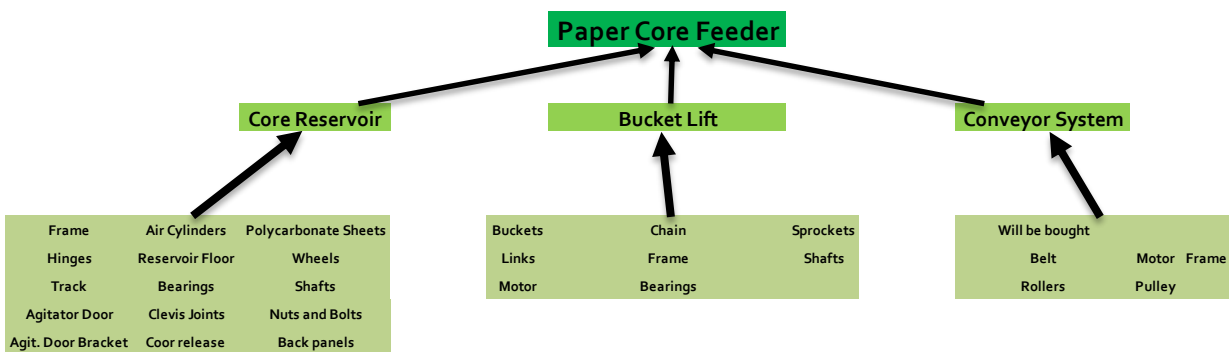 Paper Core Feeder
Core Reservoir Bucket Lift Conveyor System
Frame Air Cylinders Polycarbonate Sheets
Hinges Reservoir Floor Wheels
Track Bearings Shafts
Agitator Door Clevis Joints Nuts and Bolts
Agit. Door Bracket Coor release Back panels
Buckets Chain Sprockets
Links Frame Shafts
Motor Bearings
Will be bought
Belt Motor Frame
Rollers Pulley